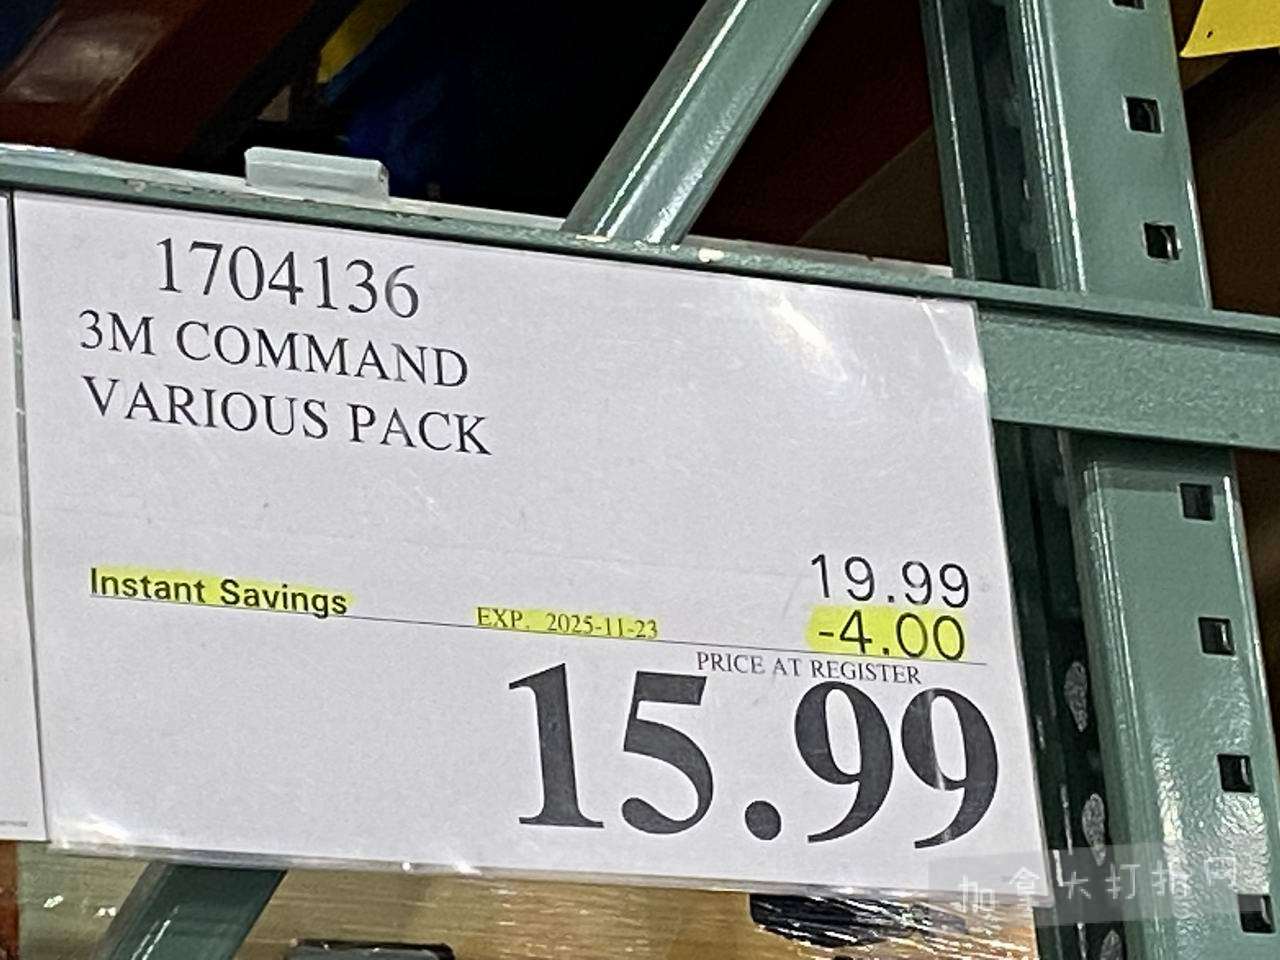 1704136
3M COMMAND
VARIOUS PACK
19.99
Instant Savings EXP. 2025-11-23 -4.00
PRICE AT REGISTER
15.99
加拿大打折网